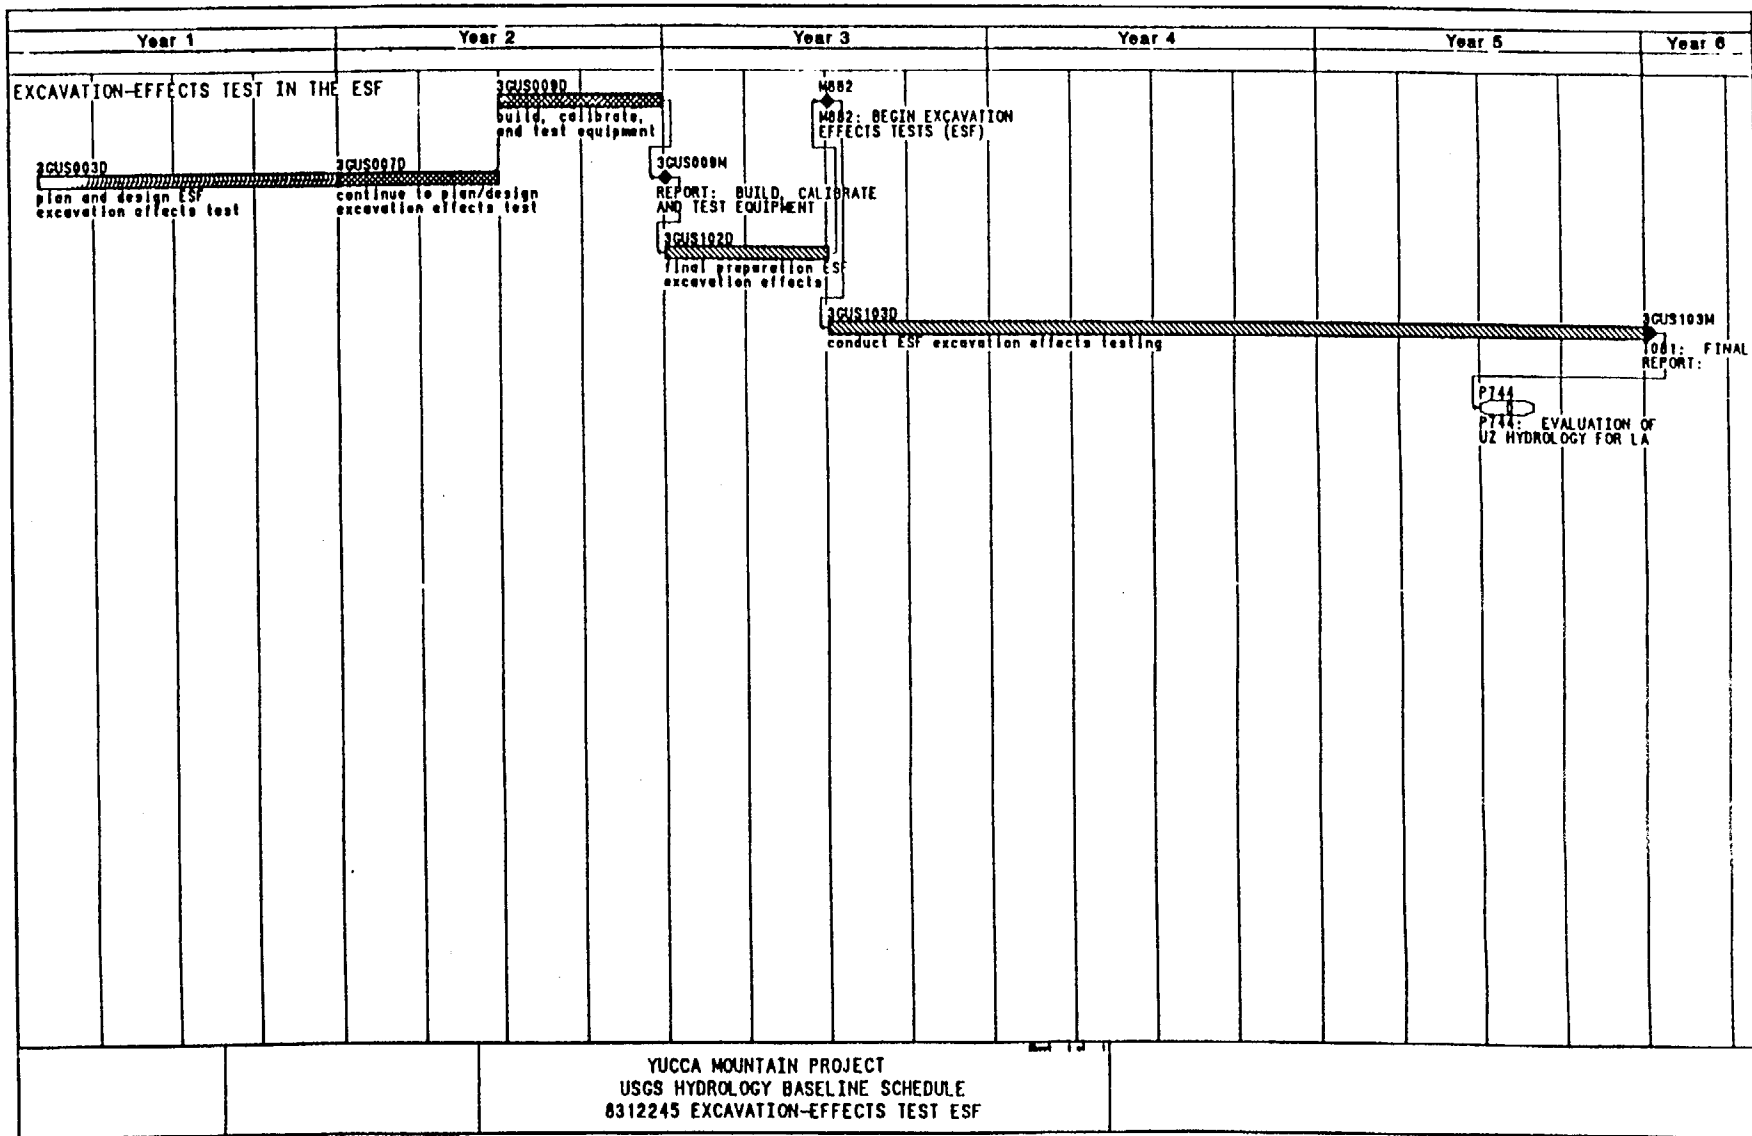 Year 1
Year 2
Year 3
Year 4
Year 5
Year 6
EXCAVATION-EFFECTS TEST IN THE ESF
3GUS009D
build, calibrate,
and test equipment
M882
M882: BEGIN EXCAVATION
EFFECTS TESTS (ESF)
3GUS003D
plan and design ESF
excavation effects test
3GUS007D
continue to plan/design
excavation effects test
3GUS009M
REPORT: BUILD, CALIBRATE
AND TEST EQUIPMENT
3GUS102D
final preparation ESF
excavation effects
3GUS103D
conduct ESF excavation effects testing
3GUS103M
T081: FINAL
REPORT:
P744
P744: EVALUATION OF
UZ HYDROLOGY FOR LA
YUCCA MOUNTAIN PROJECT
USGS HYDROLOGY BASELINE SCHEDULE
8312245 EXCAVATION-EFFECTS TEST ESF